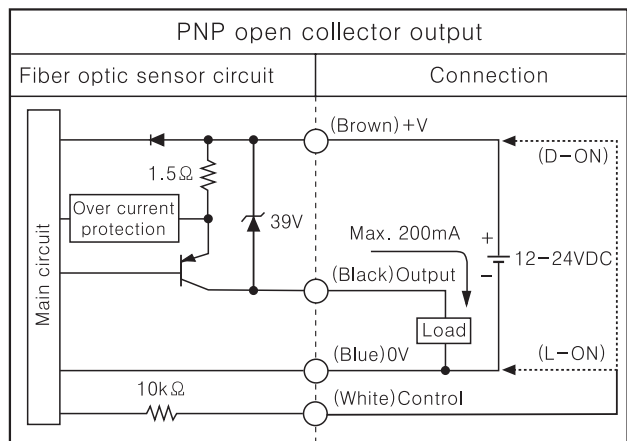 PNP open collector output
Fiber optic sensor circuit
Connection
(Brown)+V
(D-ON)
1.5Ω
Over current
protection
39V
Max. 200mA
+
12-24VDC
-
Main circuit
(Black)Output
Load
(Blue)0V
(L-ON)
10kΩ
(White)Control